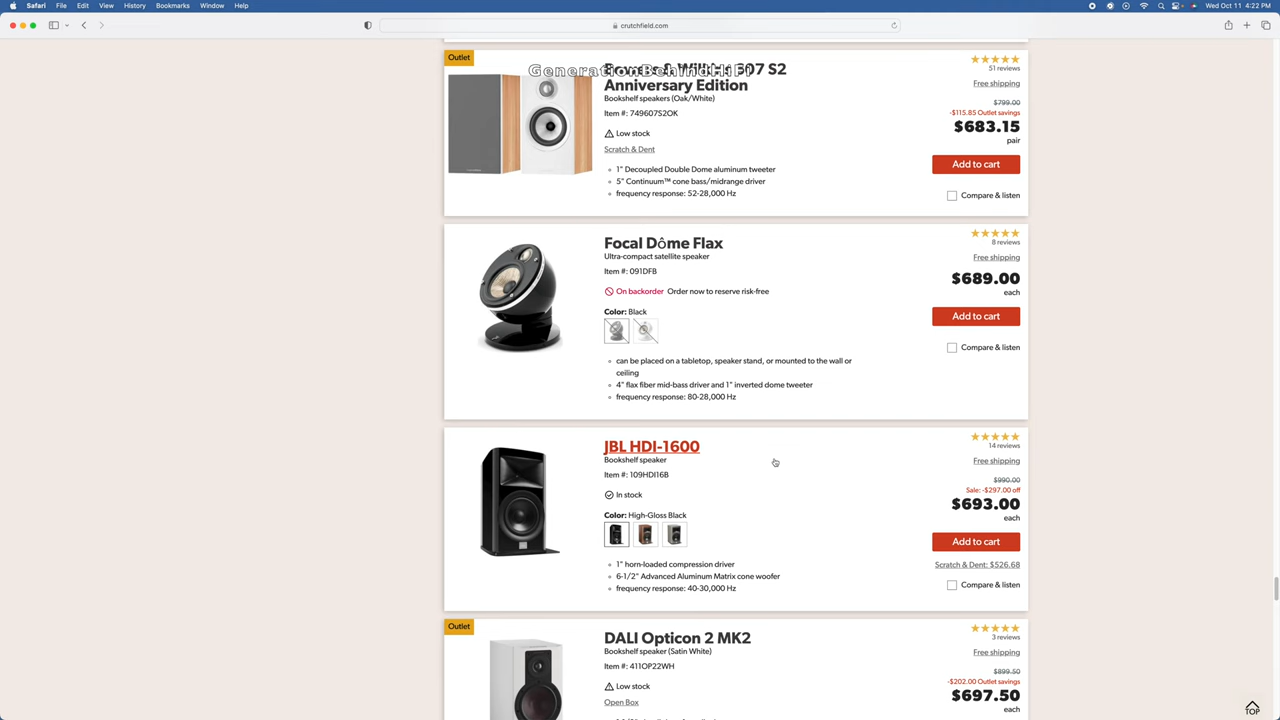 Safari File Edit View History Bookmarks Window Help
Wed Oct 11 4:22 PM
crutchfield.com
GenerationBehindHiFi
Outlet
607 S2
Anniversary Edition
Bookshelf speakers (Oak/White)
Item #: 749607S2OK
Low stock
Scratch & Dent
1" Decoupled Double Dome aluminum tweeter
5" Continuum™ cone bass/midrange driver
frequency response: 52-28,000 Hz
51 reviews
Free shipping
$799.00
-$115.85 Outlet savings
$683.15
pair
Add to cart
Compare & listen
Focal Dôme Flax
Ultra-compact satellite speaker
Item #: 091DFB
On backorder Order now to reserve risk-free
Color: Black
can be placed on a tabletop, speaker stand, or mounted to the wall or
ceiling
4" flax fiber mid-bass driver and 1" inverted dome tweeter
frequency response: 80-28,000 Hz
8 reviews
Free shipping
$689.00
each
Add to cart
Compare & listen
JBL HDI-1600
Bookshelf speaker
Item #: 109HDI16B
In stock
Color: High-Gloss Black
1" horn-loaded compression driver
6-1/2" Advanced Aluminum Matrix cone woofer
frequency response: 40-30,000 Hz
14 reviews
Free shipping
$990.00
Sale: -$297.00 off
$693.00
each
Add to cart
Scratch & Dent: $526.68
Compare & listen
Outlet
DALI Opticon 2 MK2
Bookshelf speaker (Satin White)
Item #: 411OP22WH
Low stock
Open Box
3 reviews
Free shipping
$899.50
-$202.00 Outlet savings
$697.50
each
TOP